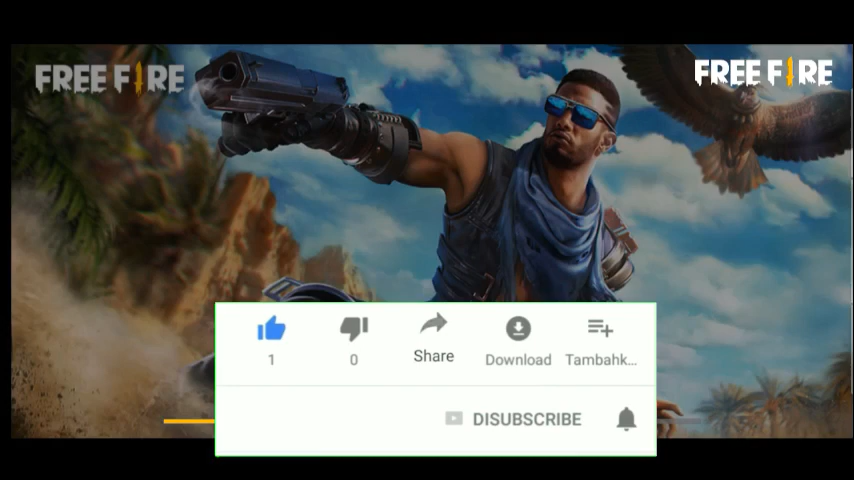 FREE FIRE
FREE FIRE
1
0
Share
Download
Tambahk...
DISUBSCRIBE